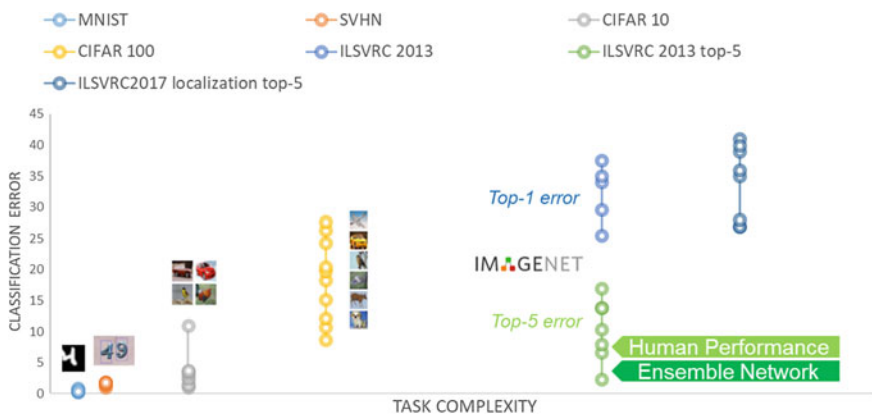 MNIST SVHN CIFAR 10
CIFAR 100 ILSVRC 2013 ILSVRC 2013 top-5
ILSVRC2017 localization top-5
45
40
35
30
25
20
15
10
5
0
CLASSIFICATION ERROR
4
49
Top-1 error
IMAGENET
Top-5 error
Human Performance
Ensemble Network
TASK COMPLEXITY